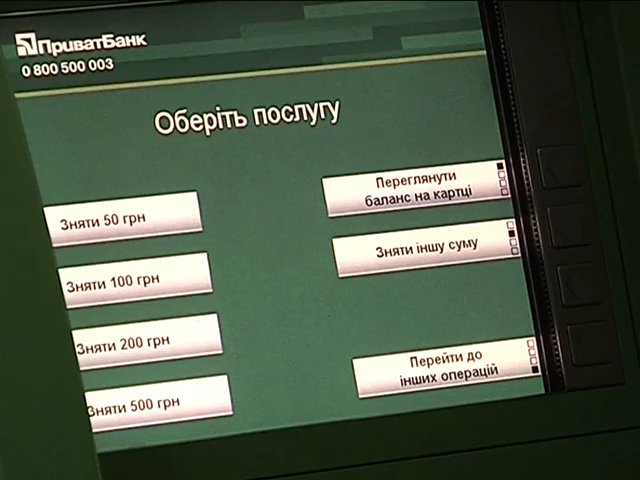 ПриватБанк
0 800 500 003
Оберіть послугу
Зняти 50 грн
Зняти 100 грн
Зняти 200 грн
Зняти 500 грн
Переглянути
баланс на картці
Зняти іншу суму
Перейти до
інших операцій